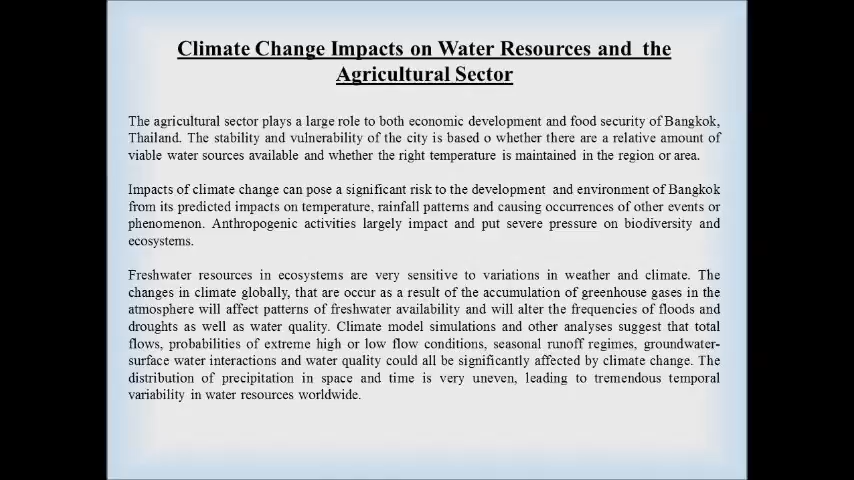 Climate Change Impacts on Water Resources and the
Agricultural Sector
The agricultural sector plays a large role to both economic development and food security of Bangkok,
Thailand. The stability and vulnerability of the city is based o whether there are a relative amount of
viable water sources available and whether the right temperature is maintained in the region or area.
Impacts of climate change can pose a significant risk to the development and environment of Bangkok
from its predicted impacts on temperature, rainfall patterns and causing occurrences of other events or
phenomenon. Anthropogenic activities largely impact and put severe pressure on biodiversity and
ecosystems.
Freshwater resources in ecosystems are very sensitive to variations in weather and climate. The
changes in climate globally, that are occur as a result of the accumulation of greenhouse gases in the
atmosphere will affect patterns of freshwater availability and will alter the frequencies of floods and
droughts as well as water quality. Climate model simulations and other analyses suggest that total
flows, probabilities of extreme high or low flow conditions, seasonal runoff regimes, groundwater-
surface water interactions and water quality could all be significantly affected by climate change. The
distribution of precipitation in space and time is very uneven, leading to tremendous temporal
variability in water resources worldwide.